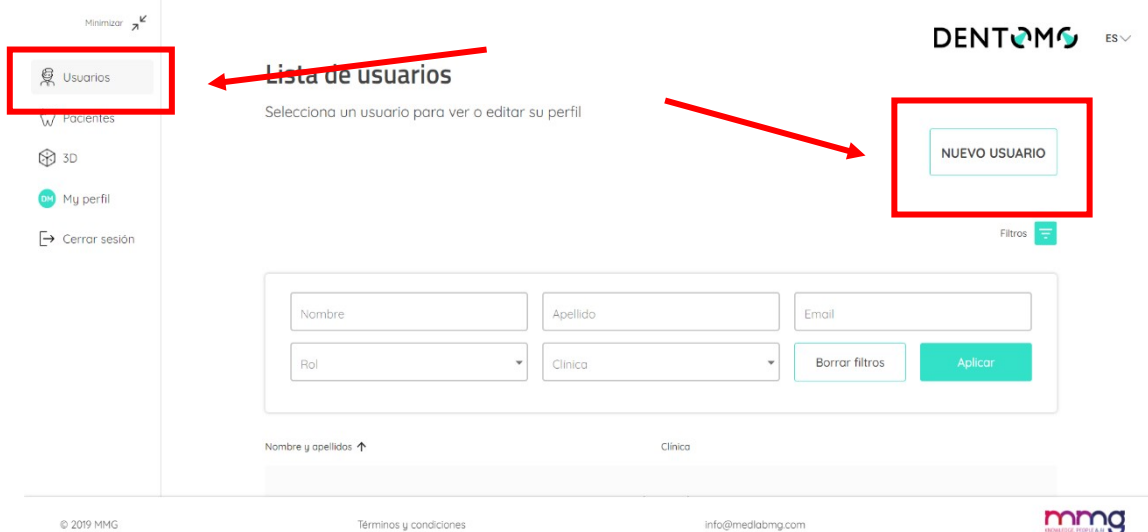 Minimizar
DENTOMG
ES
Usuarios
Lista de usuarios
Selecciona un usuario para ver o editar su perfil
Pacientes
NUEVO USUARIO
3D
DM My perfil
Cerrar sesión
Filtros
Nombre Apellido Email
Rol Clínica Borrar filtros Aplicar
Nombre y apellidos Clínica
© 2019 MMG Términos y condiciones info@medlabmg.com mmg